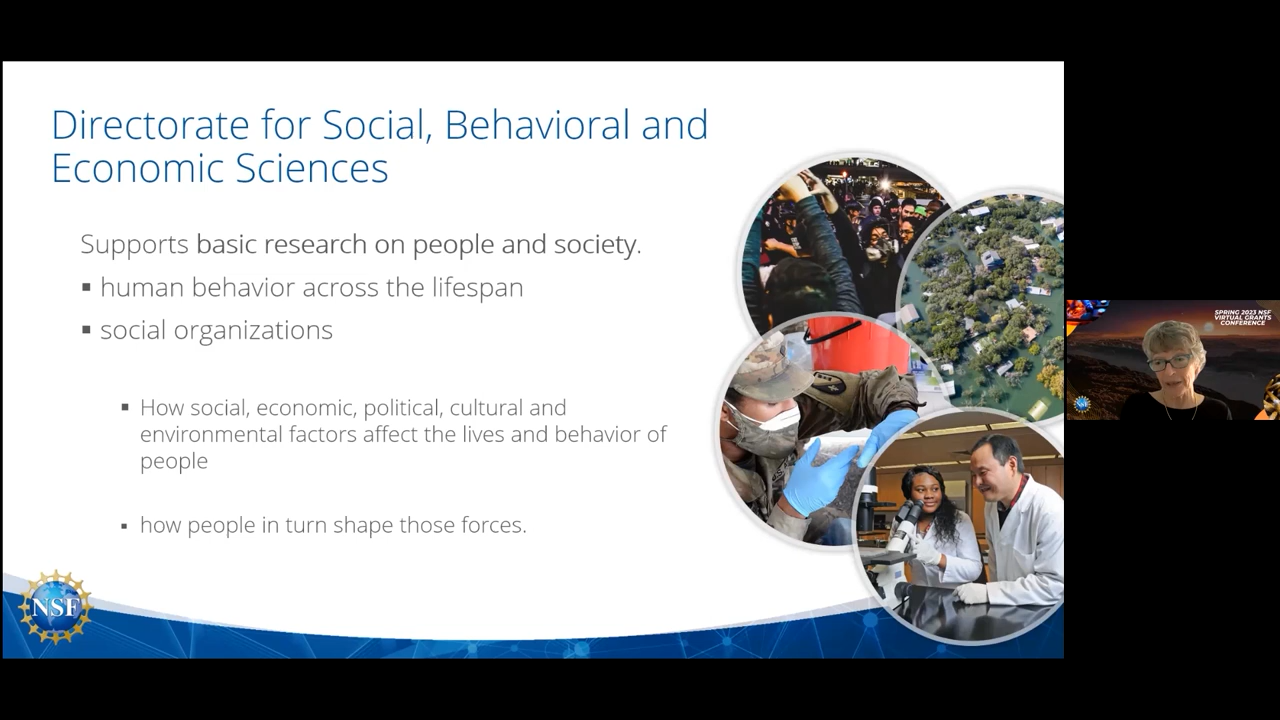 Directorate for Social, Behavioral and
Economic Sciences
Supports basic research on people and society.
▪ human behavior across the lifespan
▪ social organizations
▪ How social, economic, political, cultural and
environmental factors affect the lives and behavior of
people
▪ how people in turn shape those forces.
NSF
SPRING 2023 NSF
VIRTUAL GRANTS
CONFERENCE
NSF